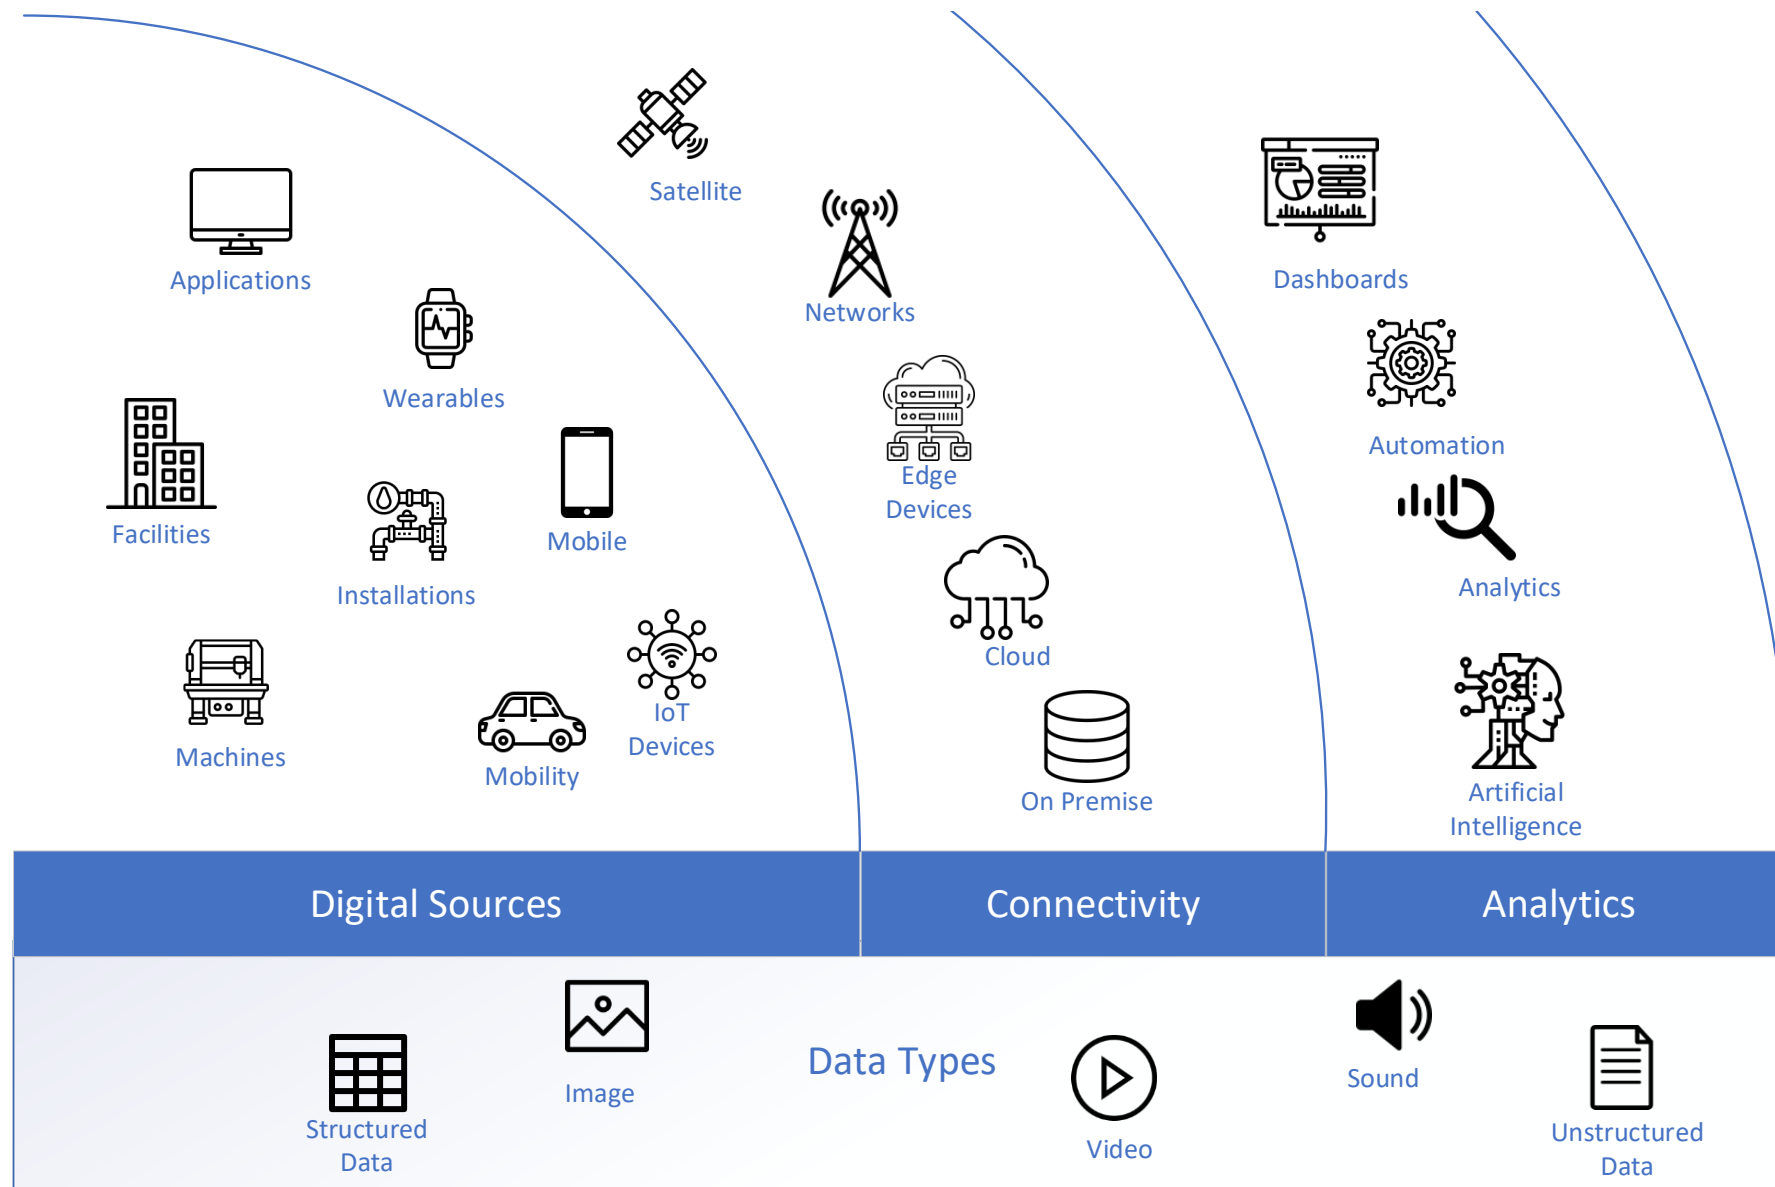 Satellite
Applications
Networks
Dashboards
Wearables
Automation
Facilities
Mobile
Edge
Devices
Installations
Analytics
Cloud
Machines
Mobility
IoT
Devices
On Premise
Artificial
Intelligence
Digital Sources
Connectivity
Analytics
Data Types
Structured
Data
Image
Video
Sound
Unstructured
Data